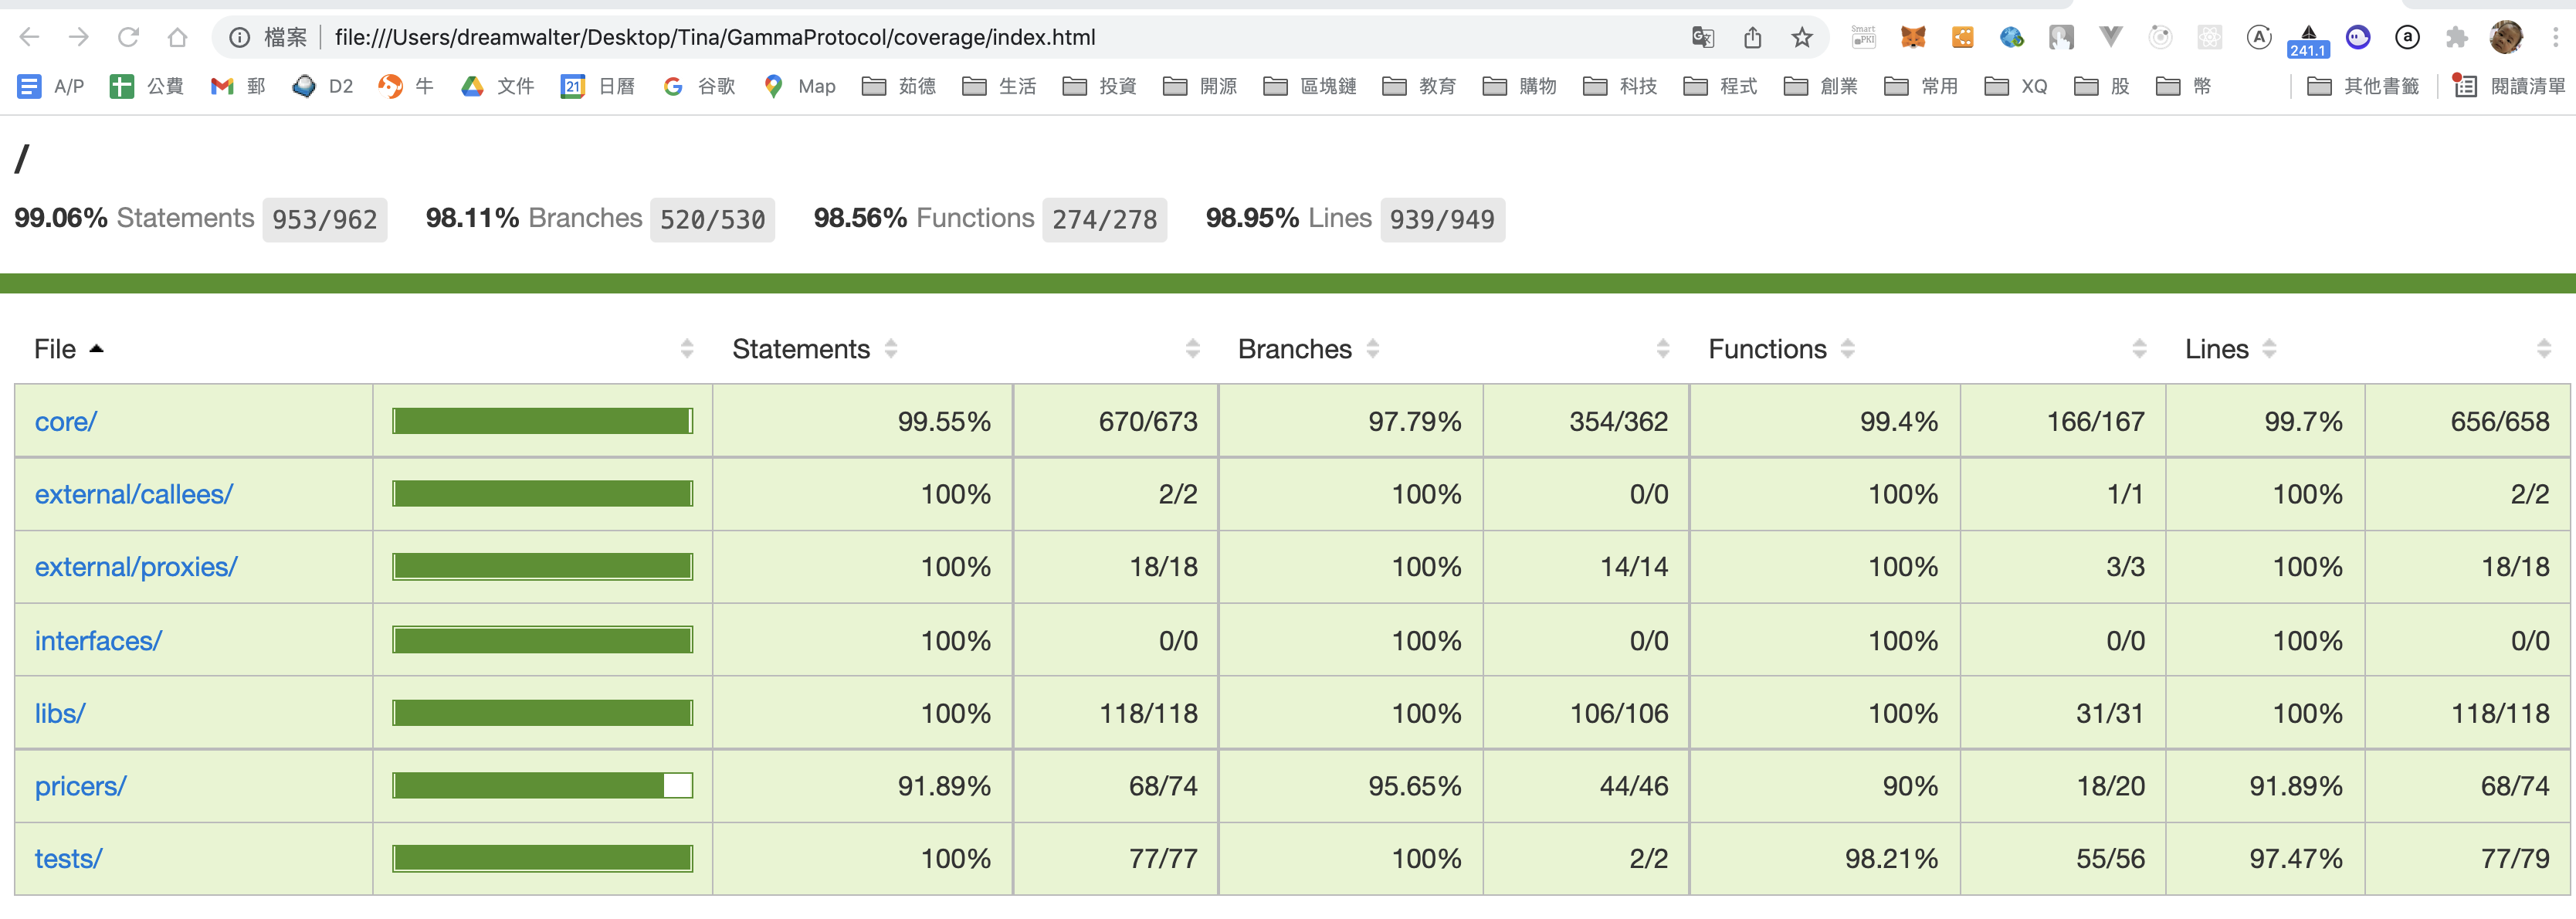 檔案 file:///Users/dreamwalter/Desktop/Tina/GammaProtocol/coverage/index.html Smart ●PKI A 241.1 a
A/P 公費 郵 D2 牛 文件 21 日曆 谷歌 Map 茹德 生活 投資 開源 區塊鏈 教育 購物 科技 程式 創業 常用 XQ 股 幣 其他書籤 閱讀清單
/
99.06% Statements 953/962 98.11% Branches 520/530 98.56% Functions 274/278 98.95% Lines 939/949
File Statements Branches Functions Lines
core/ 99.55% 670/673 97.79% 354/362 99.4% 166/167 99.7% 656/658
external/callees/ 100% 2/2 100% 0/0 100% 1/1 100% 2/2
external/proxies/ 100% 18/18 100% 14/14 100% 3/3 100% 18/18
interfaces/ 100% 0/0 100% 0/0 100% 0/0 100% 0/0
libs/ 100% 118/118 100% 106/106 100% 31/31 100% 118/118
pricers/ 91.89% 68/74 95.65% 44/46 90% 18/20 91.89% 68/74
tests/ 100% 77/77 100% 2/2 98.21% 55/56 97.47% 77/79